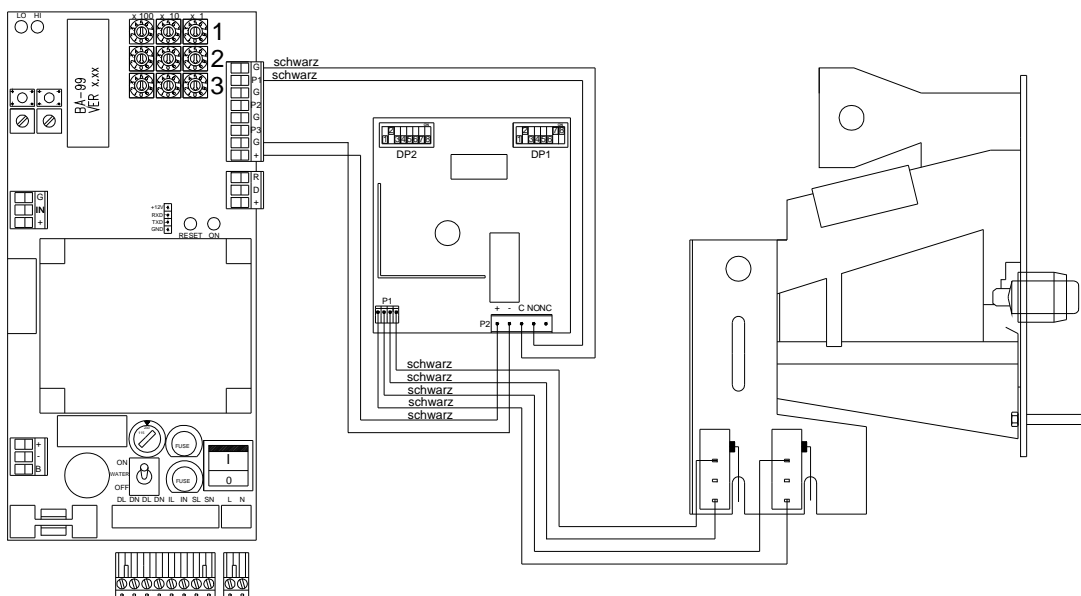 LO HI
x 100 x 10 x 1
1
2
3
BA-99
VER x.xx
G
P1
G
P2
G
P3
G
+
R
D
+
G
IN
+
+12V
RXD
TXD
GND
RESET ON
schwarz
schwarz
DP2
DP1
P1
+ - C NO NC
P2
schwarz
schwarz
schwarz
schwarz
schwarz
+
-
B
ON
WATER
OFF
FUSE
FUSE
I
0
DL DN DL DN IL IN SL SN L N